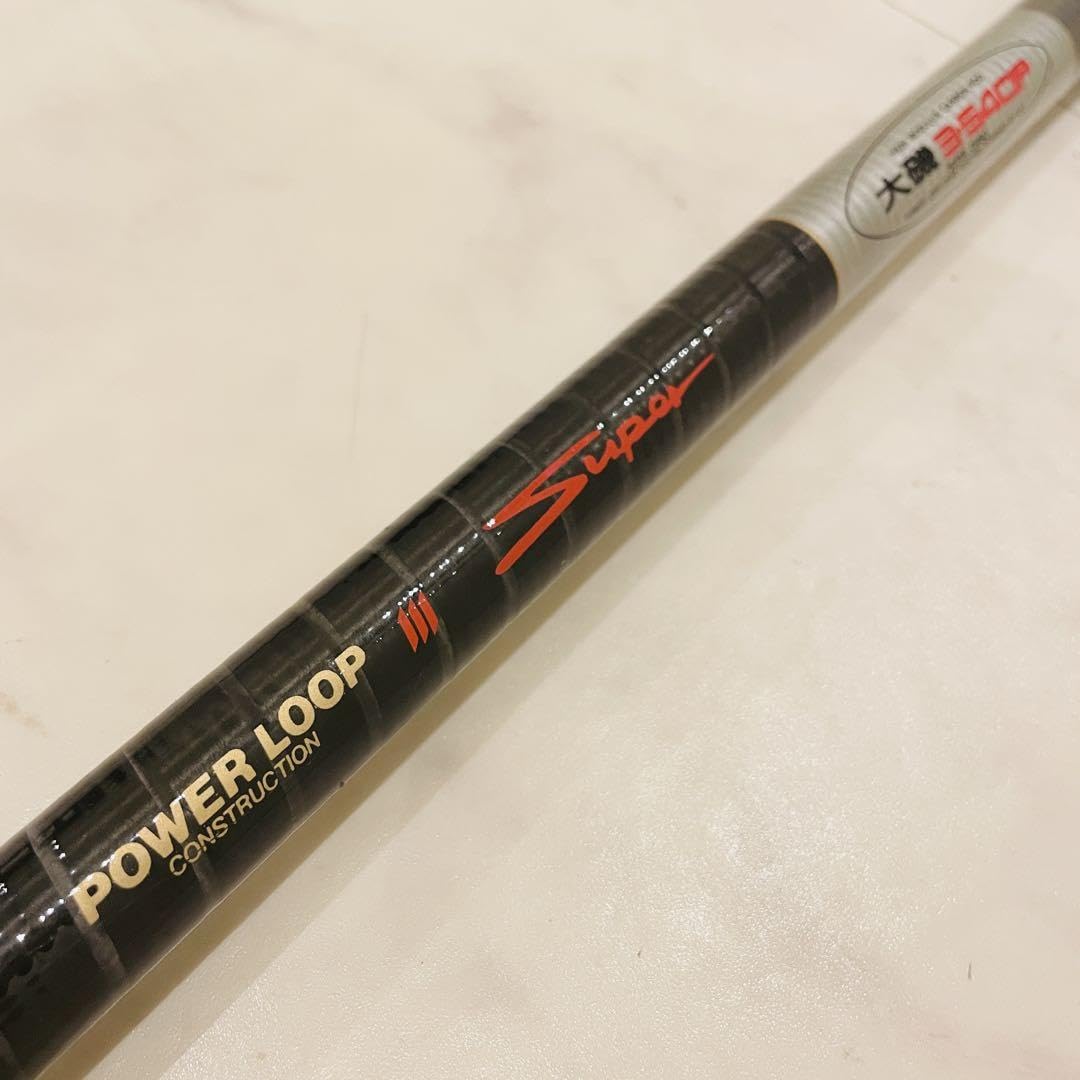 大磯 3-540P
Super
POWER LOOP
CONSTRUCTION